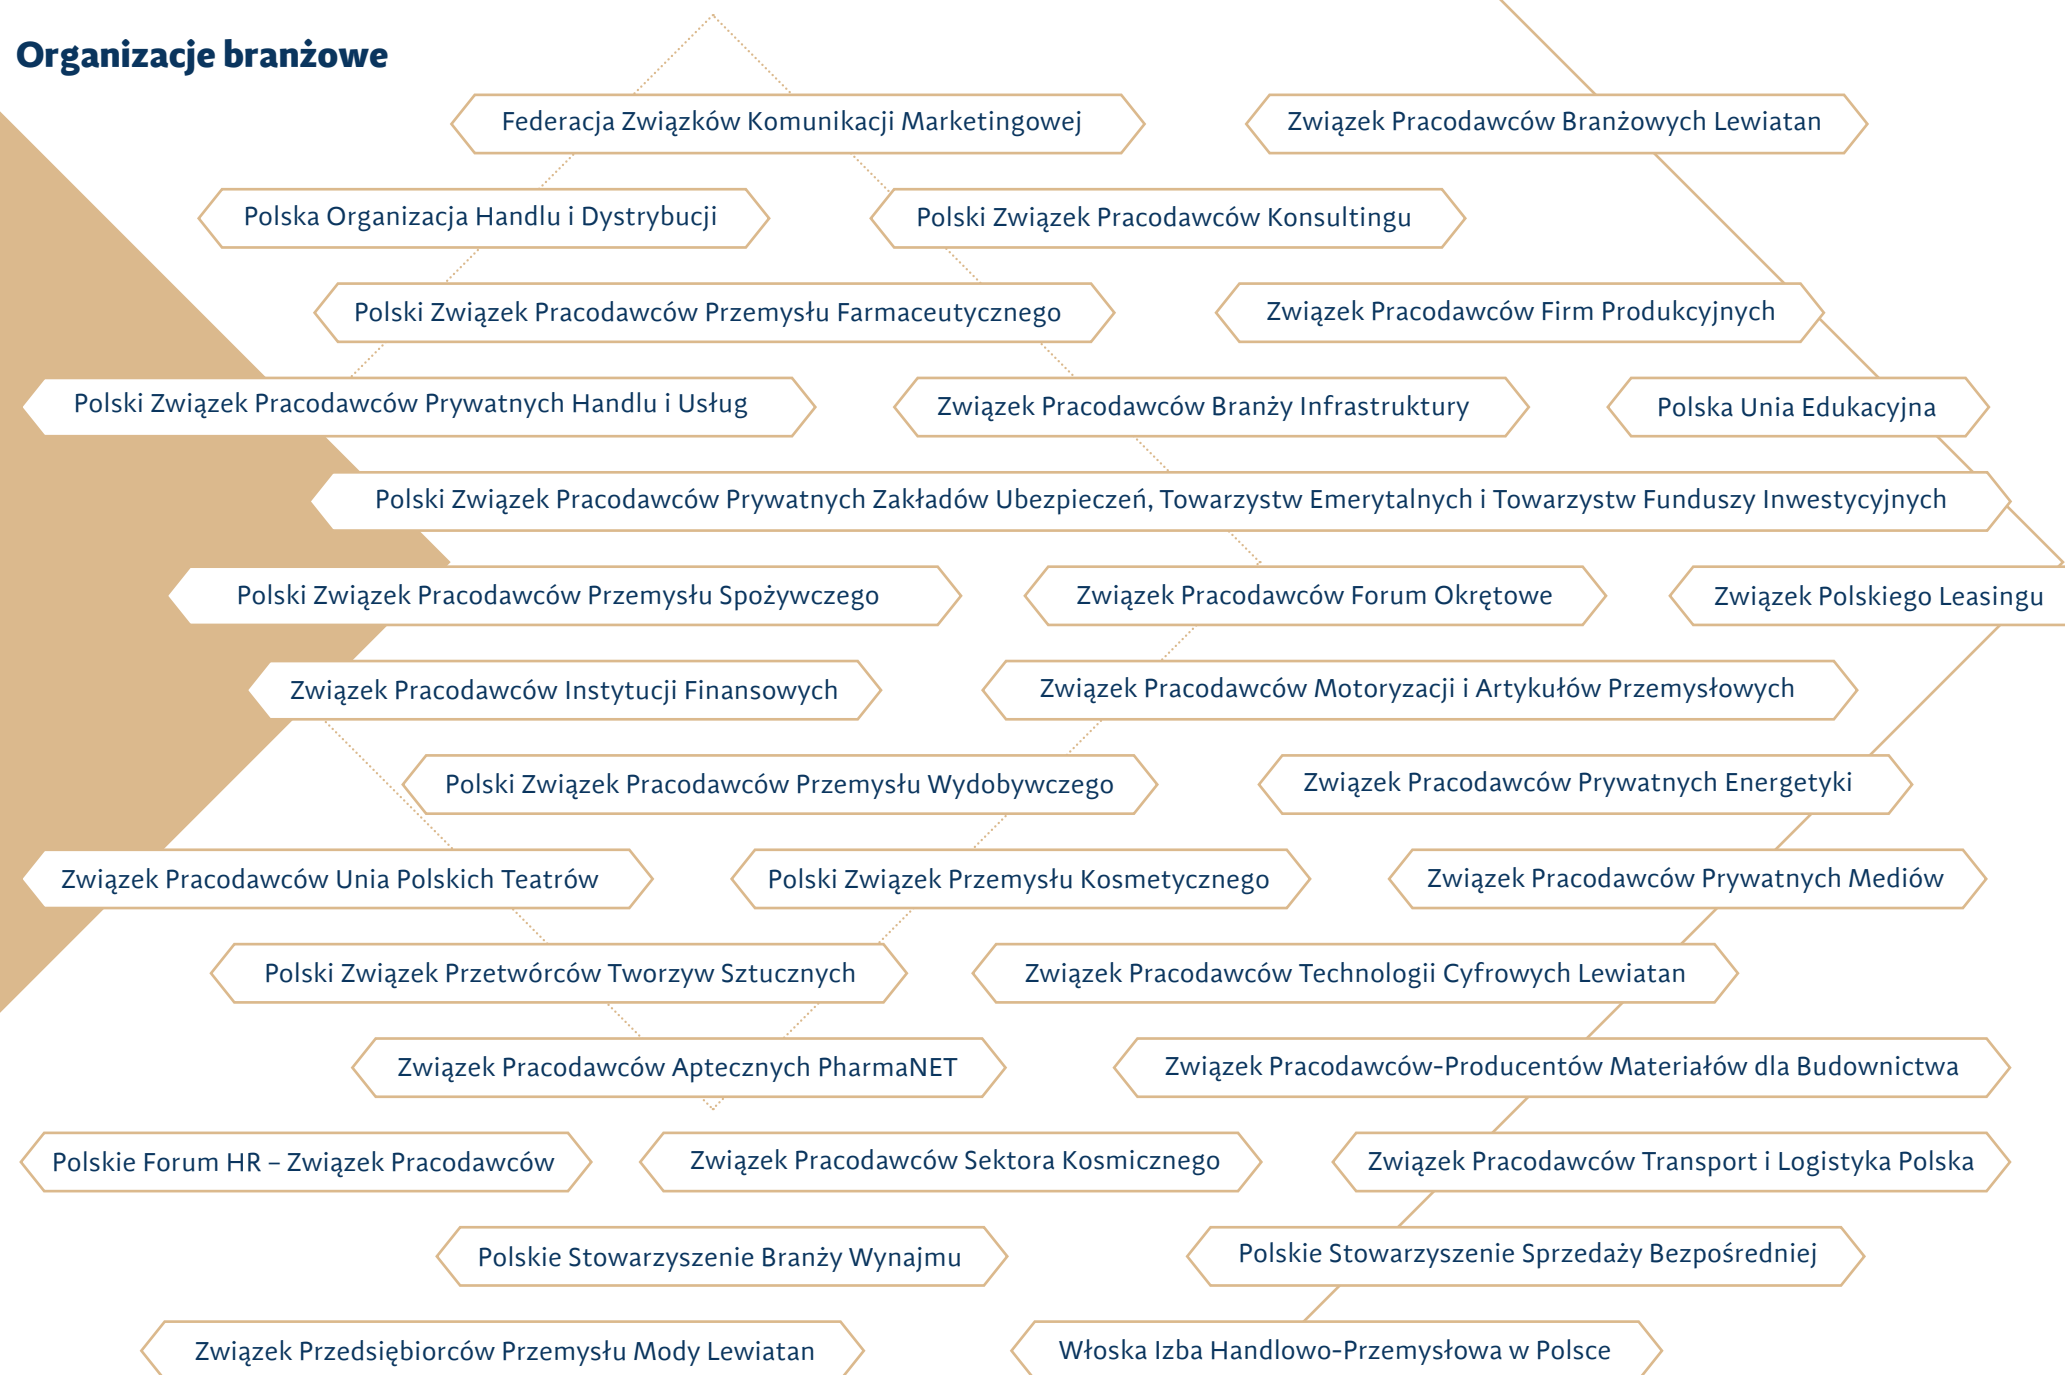 Organizacje branżowe
Federacja Związków Komunikacji Marketingowej
Związek Pracodawców Branżowych Lewiatan
Polska Organizacja Handlu i Dystrybucji
Polski Związek Pracodawców Konsultingu
Polski Związek Pracodawców Przemysłu Farmaceutycznego
Związek Pracodawców Firm Produkcyjnych
Polski Związek Pracodawców Prywatnych Handlu i Usług
Związek Pracodawców Branży Infrastruktury
Polska Unia Edukacyjna
Polski Związek Pracodawców Prywatnych Zakładów Ubezpieczeń, Towarzystw Emerytalnych i Towarzystw Funduszy Inwestycyjnych
Polski Związek Pracodawców Przemysłu Spożywczego
Związek Pracodawców Forum Okrętowe
Związek Polskiego Leasingu
Związek Pracodawców Instytucji Finansowych
Związek Pracodawców Motoryzacji i Artykułów Przemysłowych
Polski Związek Pracodawców Przemysłu Wydobywczego
Związek Pracodawców Prywatnych Energetyki
Związek Pracodawców Unia Polskich Teatrów
Polski Związek Przemysłu Kosmetycznego
Związek Pracodawców Prywatnych Mediów
Polski Związek Przetwórców Tworzyw Sztucznych
Związek Pracodawców Technologii Cyfrowych Lewiatan
Związek Pracodawców Aptecznych PharmaNET
Związek Pracodawców-Producentów Materiałów dla Budownictwa
Polskie Forum HR – Związek Pracodawców
Związek Pracodawców Sektora Kosmicznego
Związek Pracodawców Transport i Logistyka Polska
Polskie Stowarzyszenie Branży Wynajmu
Polskie Stowarzyszenie Sprzedaży Bezpośredniej
Związek Przedsiębiorców Przemysłu Mody Lewiatan
Włoska Izba Handlowo-Przemysłowa w Polsce